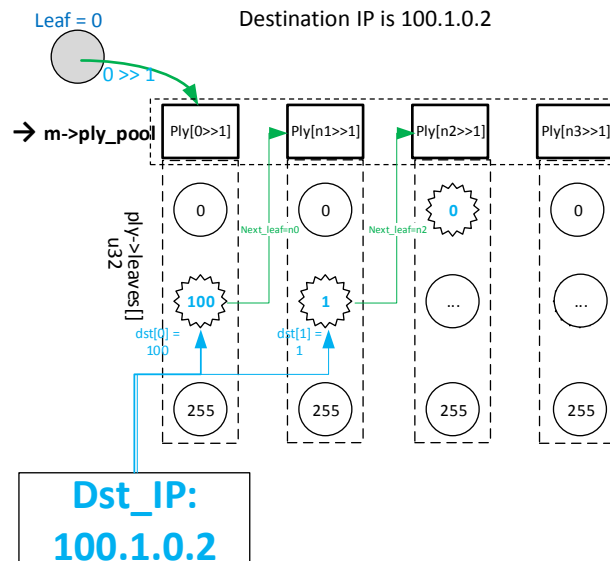 Leaf = 0
Destination IP is 100.1.0.2
0 >> 1
→ m->ply_pool
Ply[0>>1]
Ply[n1>>1]
Ply[n2>>1]
Ply[n3>>1]
ply->leaves[]
u32
0
0
0
0
Next_leaf=n0
Next_leaf=n2
100
1
...
...
dst[0] =
100
dst[1] =
1
255
255
255
255
Dst_IP:
100.1.0.2